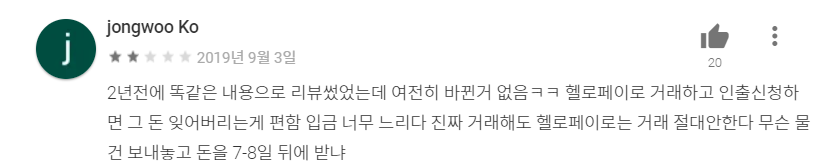 j
jongwoo Ko
2019년 9월 3일
20
2년전에 똑같은 내용으로 리뷰썼었는데 여전히 바뀐거 없음ㅋㅋ 헬로페이로 거래하고 인출신청하
면 그 돈 잊어버리는게 편함 입금 너무 느리다 진짜 거래해도 헬로페이로는 거래 절대안한다 무슨 물
건 보내놓고 돈을 7-8일 뒤에 받냐